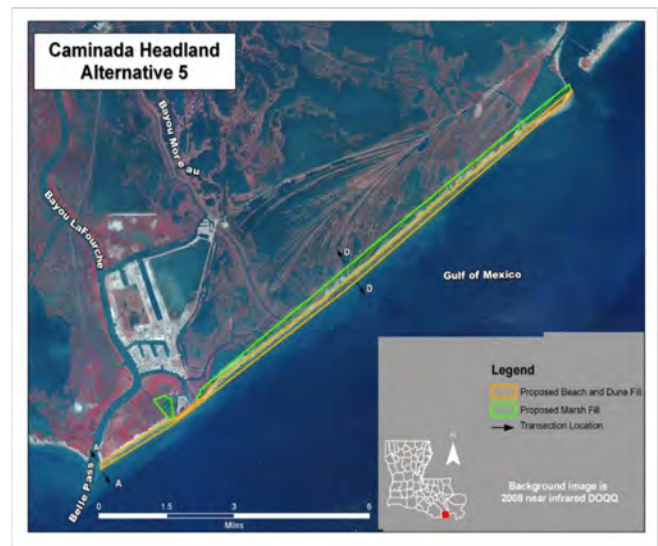 Caminada Headland
Alternative 5
Bayou Moreau
Bayou LaFourche
D
D
Gulf of Mexico
Legend
Proposed Beach and Dune Fill
Proposed Marsh Fill
Transection Location
A
A
Belle Pass
N
Background image is
2008 near infrared DOQQ
0 1.5 3 6
Miles